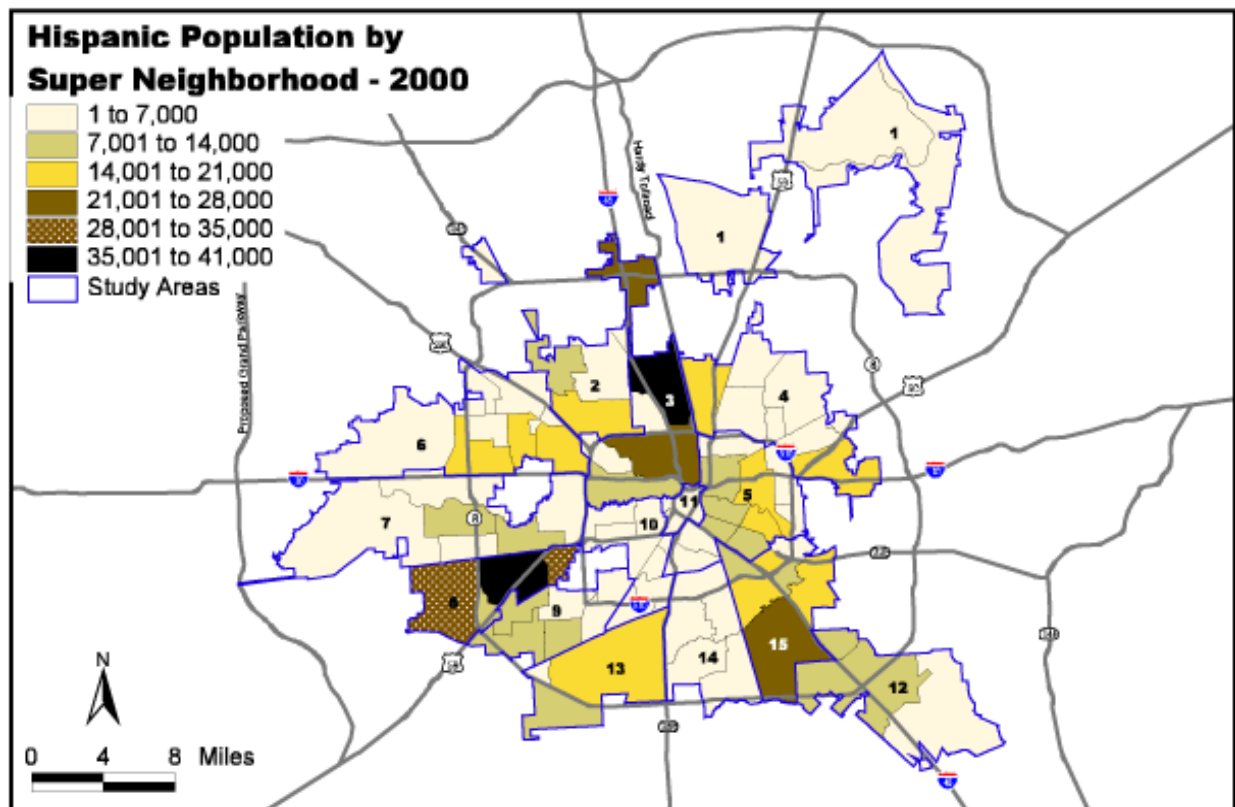 Hispanic Population by
Super Neighborhood - 2000
1 to 7,000
7,001 to 14,000
14,001 to 21,000
21,001 to 28,000
28,001 to 35,000
35,001 to 41,000
Study Areas
Hardy Tollroad
Proposed Grand Parkway
1
1
2
3
4
6
5
7
11
10
8
8
8
9
15
14
13
12
N
0 4 8 Miles